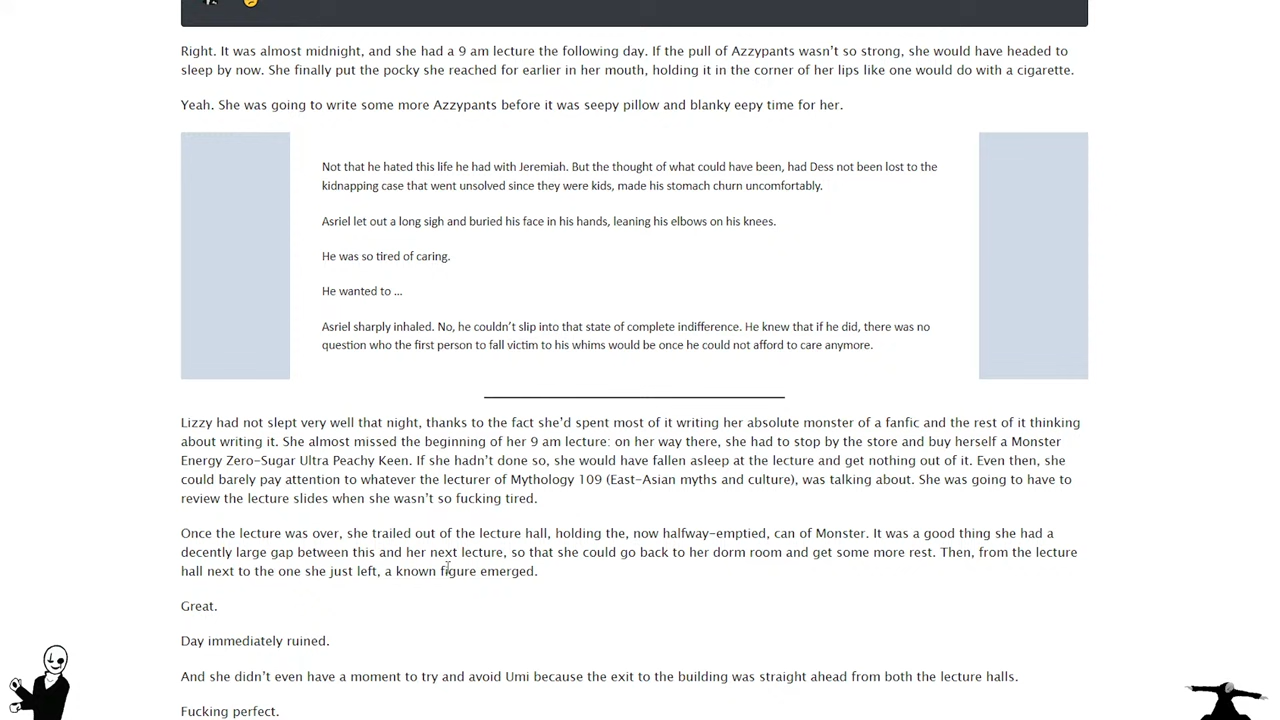 Right. It was almost midnight, and she had a 9 am lecture the following day. If the pull of Azzypants wasn't so strong, she would have headed to
sleep by now. She finally put the pocky she reached for earlier in her mouth, holding it in the corner of her lips like one would do with a cigarette.
Yeah. She was going to write some more Azzypants before it was seepy pillow and blanky eepy time for her.
Not that he hated this life he had with Jeremiah. But the thought of what could have been, had Dess not been lost to the
kidnapping case that went unsolved since they were kids, made his stomach churn uncomfortably.
Asriel let out a long sigh and buried his face in his hands, leaning his elbows on his knees.
He was so tired of caring.
He wanted to ...
Asriel sharply inhaled. No, he couldn't slip into that state of complete indifference. He knew that if he did, there was no
question who the first person to fall victim to his whims would be once he could not afford to care anymore.
Lizzy had not slept very well that night, thanks to the fact she'd spent most of it writing her absolute monster of a fanfic and the rest of it thinking
about writing it. She almost missed the beginning of her 9 am lecture: on her way there, she had to stop by the store and buy herself a Monster
Energy Zero-Sugar Ultra Peachy Keen. If she hadn't done so, she would have fallen asleep at the lecture and get nothing out of it. Even then, she
could barely pay attention to whatever the lecturer of Mythology 109 (East-Asian myths and culture), was talking about. She was going to have to
review the lecture slides when she wasn't so fucking tired.
Once the lecture was over, she trailed out of the lecture hall, holding the, now halfway-emptied, can of Monster. It was a good thing she had a
decently large gap between this and her next lecture, so that she could go back to her dorm room and get some more rest. Then, from the lecture
hall next to the one she just left, a known figure emerged.
Great.
Day immediately ruined.
And she didn't even have a moment to try and avoid Umi because the exit to the building was straight ahead from both the lecture halls.
Fucking perfect.